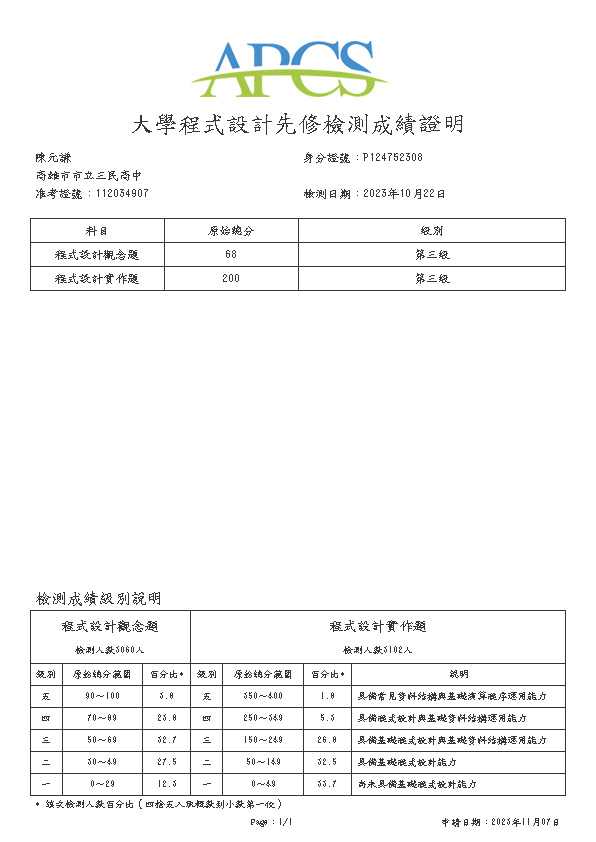 APCS
大學程式設計先修檢測成績證明
陳元謙
身分證號：P124752308
高雄市市立三民高中
准考證號：112034907
檢測日期：2023年10月22日
科目 原始總分 級別
程式設計觀念題 68 第三級
程式設計實作題 200 第三級
檢測成績級別說明
程式設計觀念題 程式設計實作題
檢測人數3060人 檢測人數3102人
級別 原始總分範圍 百分比* 級別 原始總分範圍 百分比* 說明
五 90～100 3.8 五 350～400 1.8 具備常見資料結構與基礎演算程序運用能力
四 70～89 23.8 四 250～349 5.3 具備程式設計與基礎資料結構運用能力
三 50～69 32.7 三 150～249 26.8 具備基礎程式設計與基礎資料結構運用能力
二 30～49 27.5 二 50～149 32.5 具備基礎程式設計能力
一 0～29 12.3 一 0～49 33.7 尚未具備基礎程式設計能力
* 該次檢測人數百分比（四捨五入取概數到小數第一位）
Page：1/1
申請日期：2023年11月07日